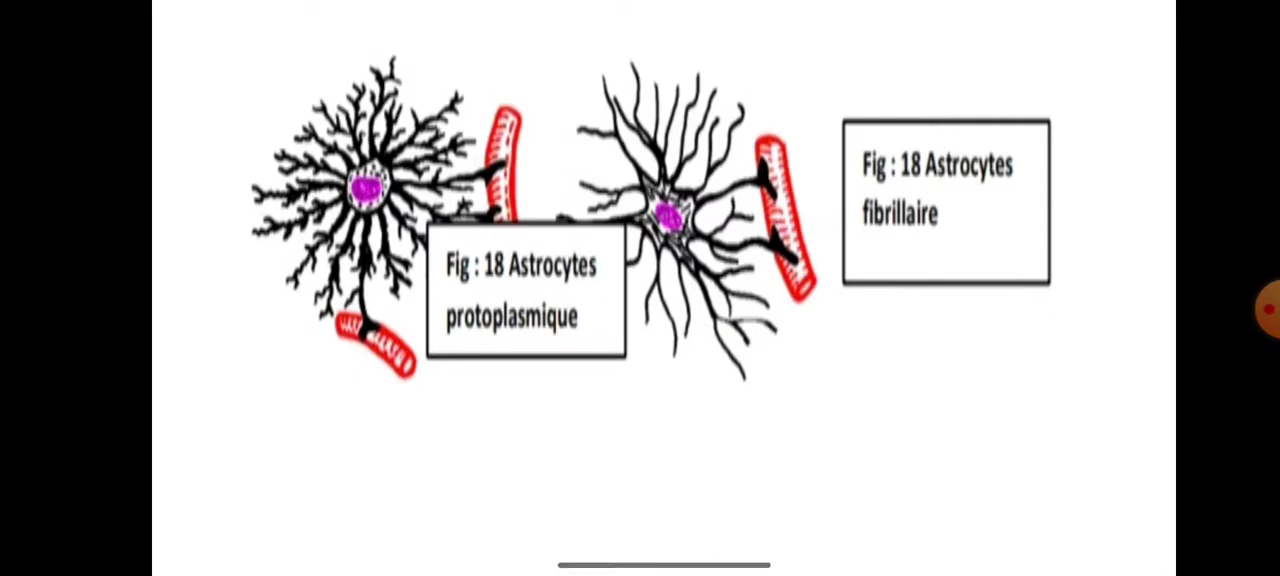 Fig : 18 Astrocytes
protoplasmique
Fig : 18 Astrocytes
fibrillaire